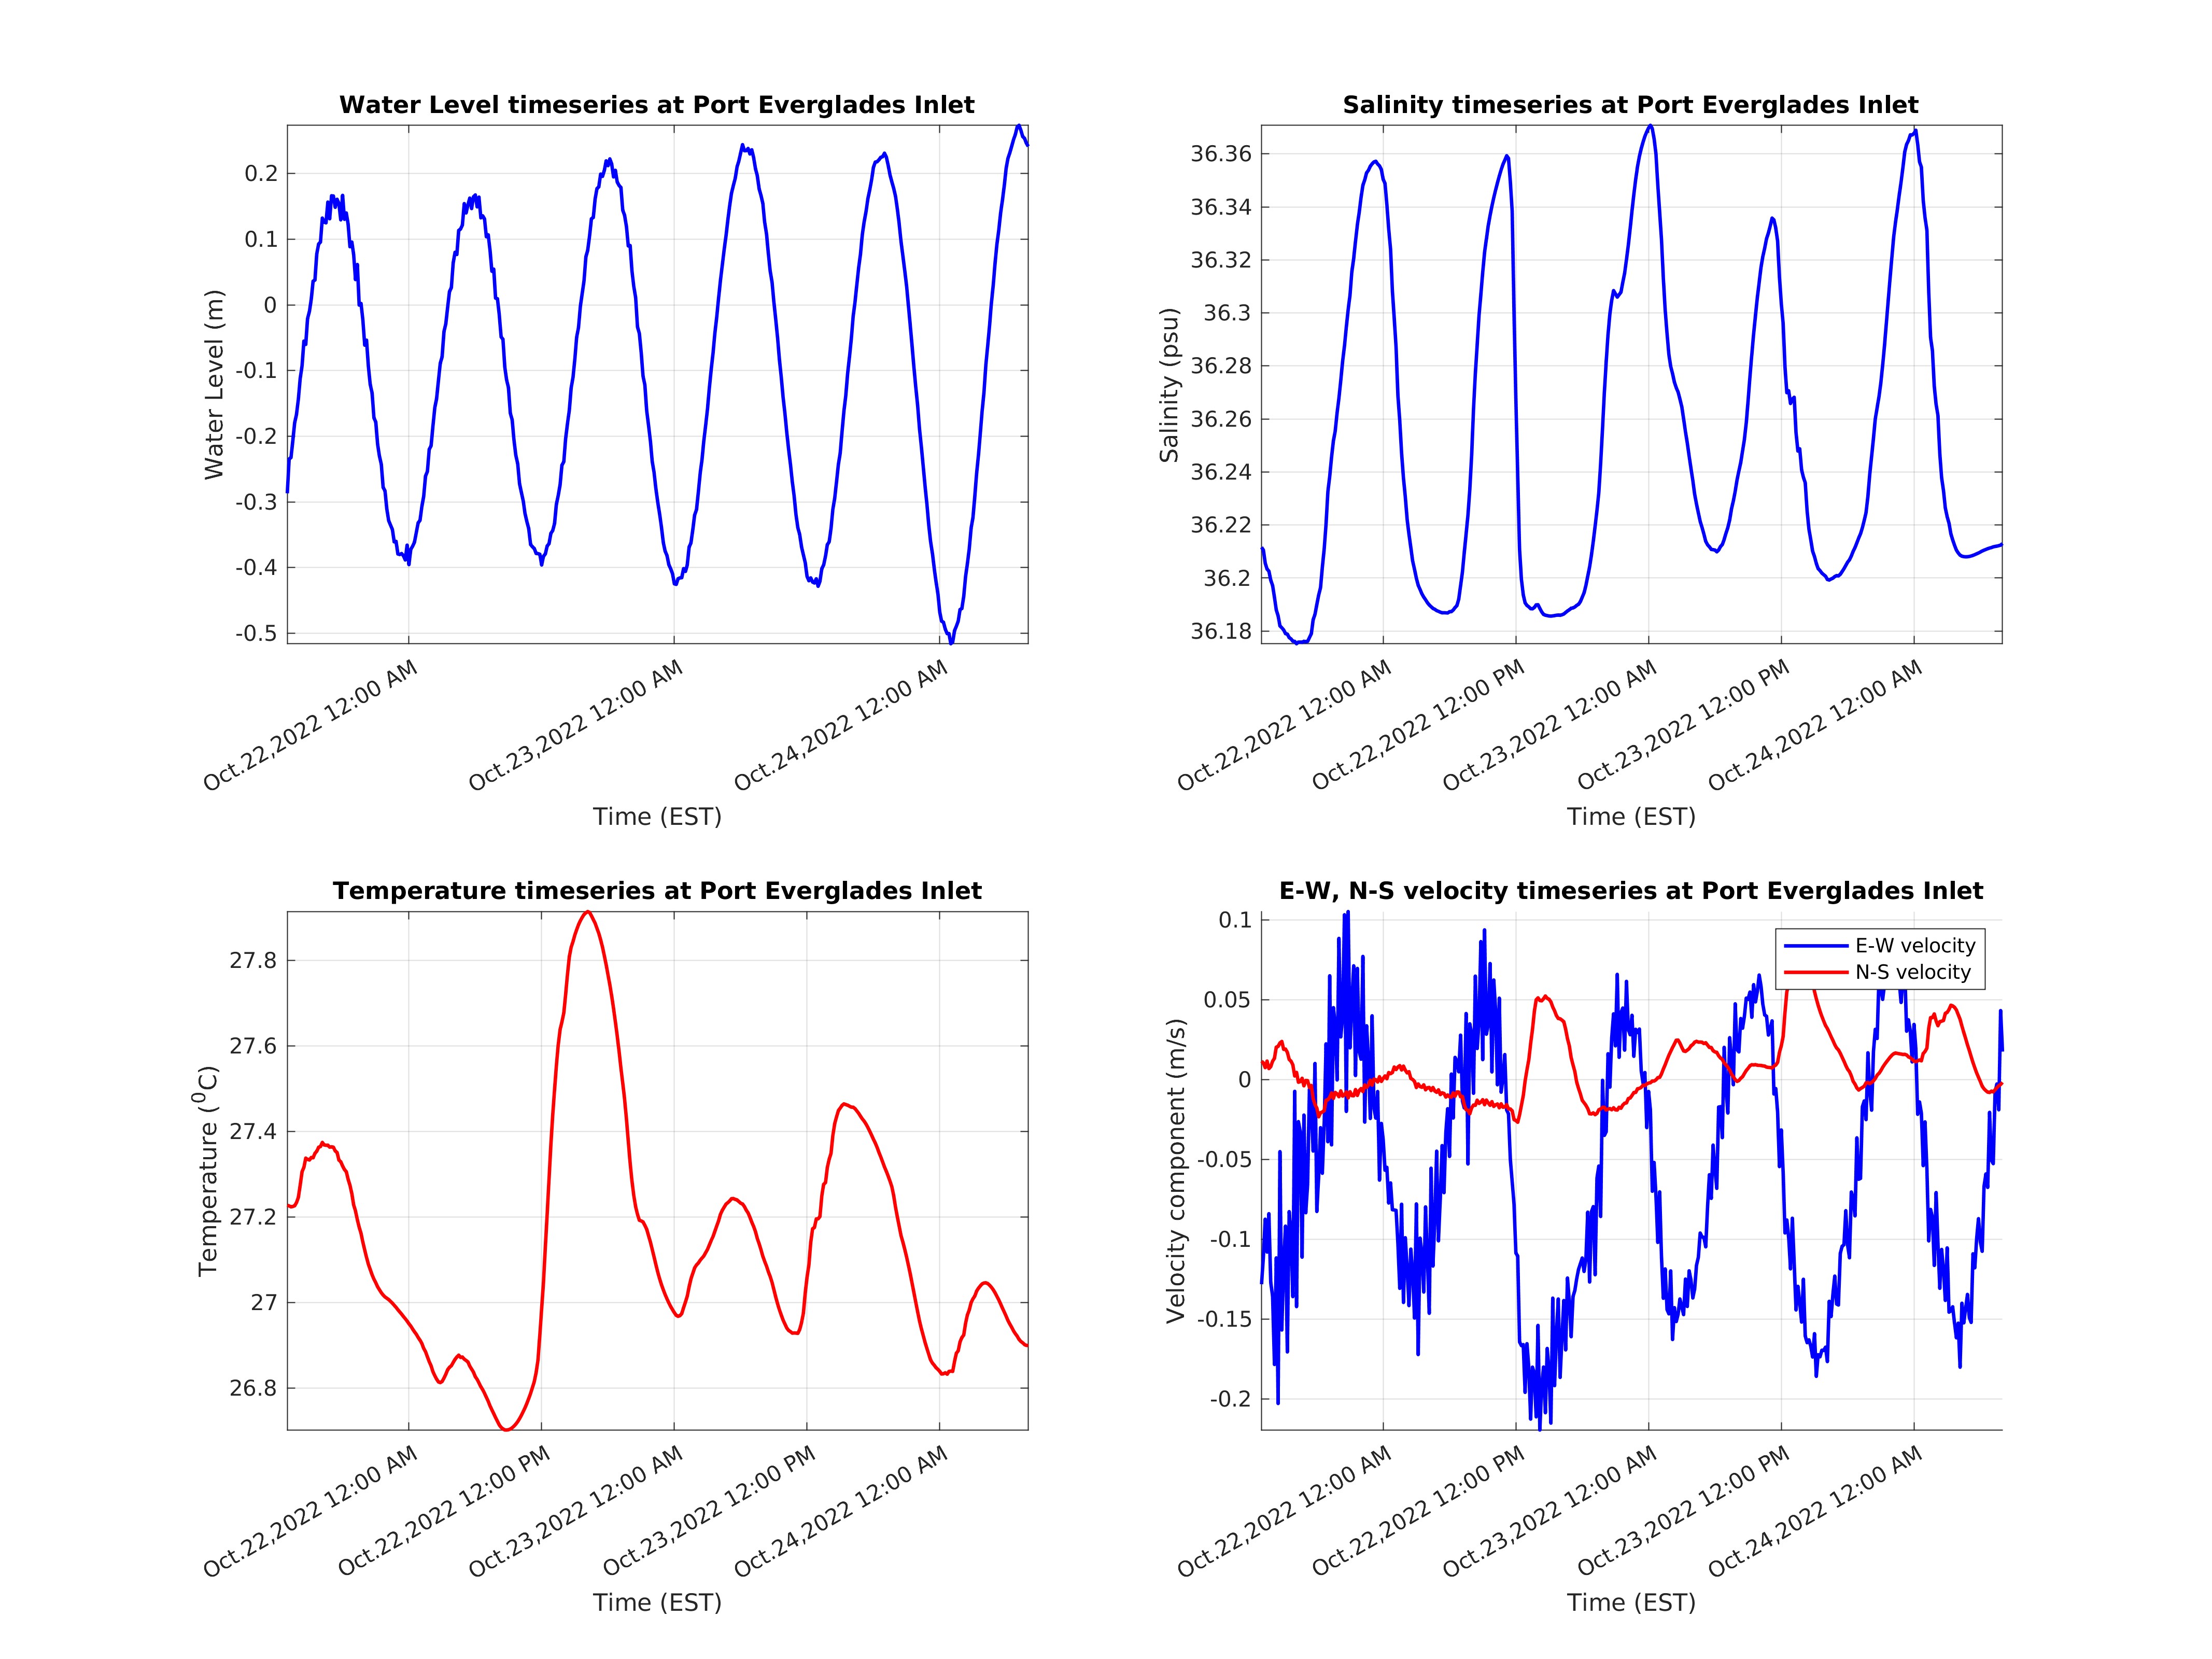 Water Level timeseries at Port Everglades Inlet
Water Level (m)
0.2
0.1
0
-0.1
-0.2
-0.3
-0.4
-0.5
Oct.22,2022 12:00 AM
Oct.23,2022 12:00 AM
Oct.24,2022 12:00 AM
Time (EST)
Salinity timeseries at Port Everglades Inlet
Salinity (psu)
36.36
36.34
36.32
36.3
36.28
36.26
36.24
36.22
36.2
36.18
Oct.22,2022 12:00 AM
Oct.22,2022 12:00 PM
Oct.23,2022 12:00 AM
Oct.23,2022 12:00 PM
Oct.24,2022 12:00 AM
Time (EST)
Temperature timeseries at Port Everglades Inlet
Temperature (⁰C)
27.8
27.6
27.4
27.2
27
26.8
Oct.22,2022 12:00 AM
Oct.22,2022 12:00 PM
Oct.23,2022 12:00 AM
Oct.23,2022 12:00 PM
Oct.24,2022 12:00 AM
Time (EST)
E-W, N-S velocity timeseries at Port Everglades Inlet
Velocity component (m/s)
0.1
0.05
0
-0.05
-0.1
-0.15
-0.2
E-W velocity
N-S velocity
Oct.22,2022 12:00 AM
Oct.22,2022 12:00 PM
Oct.23,2022 12:00 AM
Oct.23,2022 12:00 PM
Oct.24,2022 12:00 AM
Time (EST)